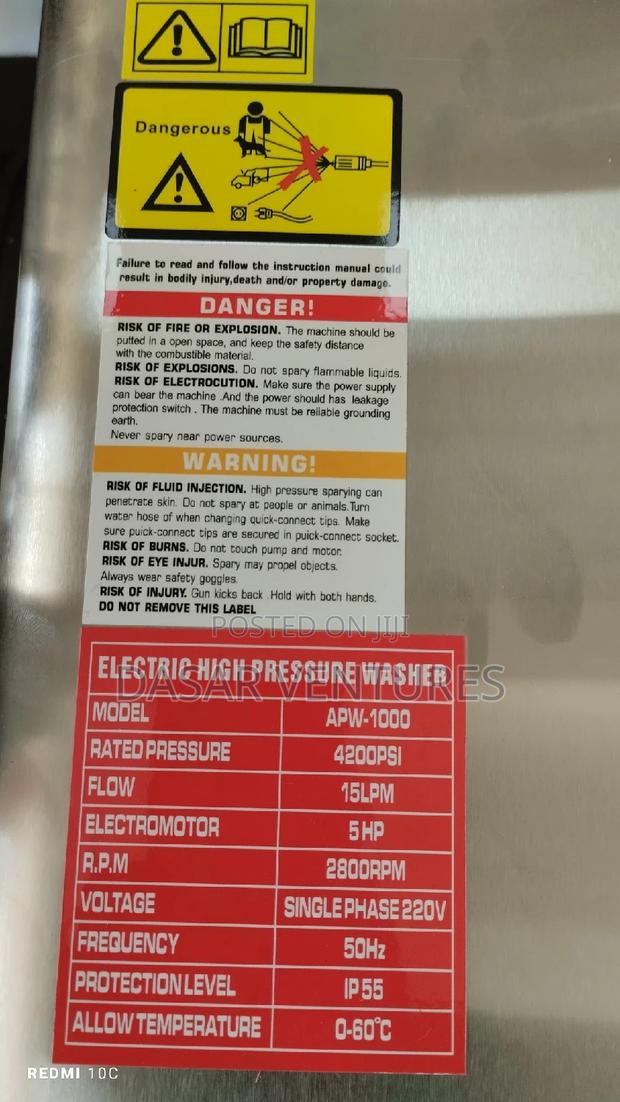 Dangerous
Failure to read and follow the instruction manual could
result in bodily injury,death and/or property damage.
DANGER!
RISK OF FIRE OR EXPLOSION. The machine should be
putted in a open space, and keep the safety distance
with the combustible material.
RISK OF EXPLOSIONS. Do not spary flammable liquids.
RISK OF ELECTROCUTION. Make sure the power supply
can bear the machine .And the power should has leakage
protection switch . The machine must be reliable grounding
earth.
Never spary near power sources.
WARNING!
RISK OF FLUID INJECTION. High pressure sparying can
penetrate skin. Do not spary at people or animals.Turn
water hose of when changing quick-connect tips. Make
sure puick-connect tips are secured in puick-connect socket.
RISK OF BURNS. Do not touch pump and motor.
RISK OF EYE INJUR. Spary may propel objects.
Always wear safety goggles.
RISK OF INJURY. Gun kicks back .Hold with both hands.
DO NOT REMOVE THIS LABEL
POSTED ON JIJI
ELECTRIC HIGH PRESSURE WASHER
DASAR VENTURES
MODEL APW-1000
RATED PRESSURE 4200PSI
FLOW 15LPM
ELECTROMOTOR 5HP
R.P.M 2800RPM
VOLTAGE SINGLE PHASE 220V
FREQUENCY 50Hz
PROTECTION LEVEL IP55
ALLOW TEMPERATURE 0-60°C
REDMI 10C